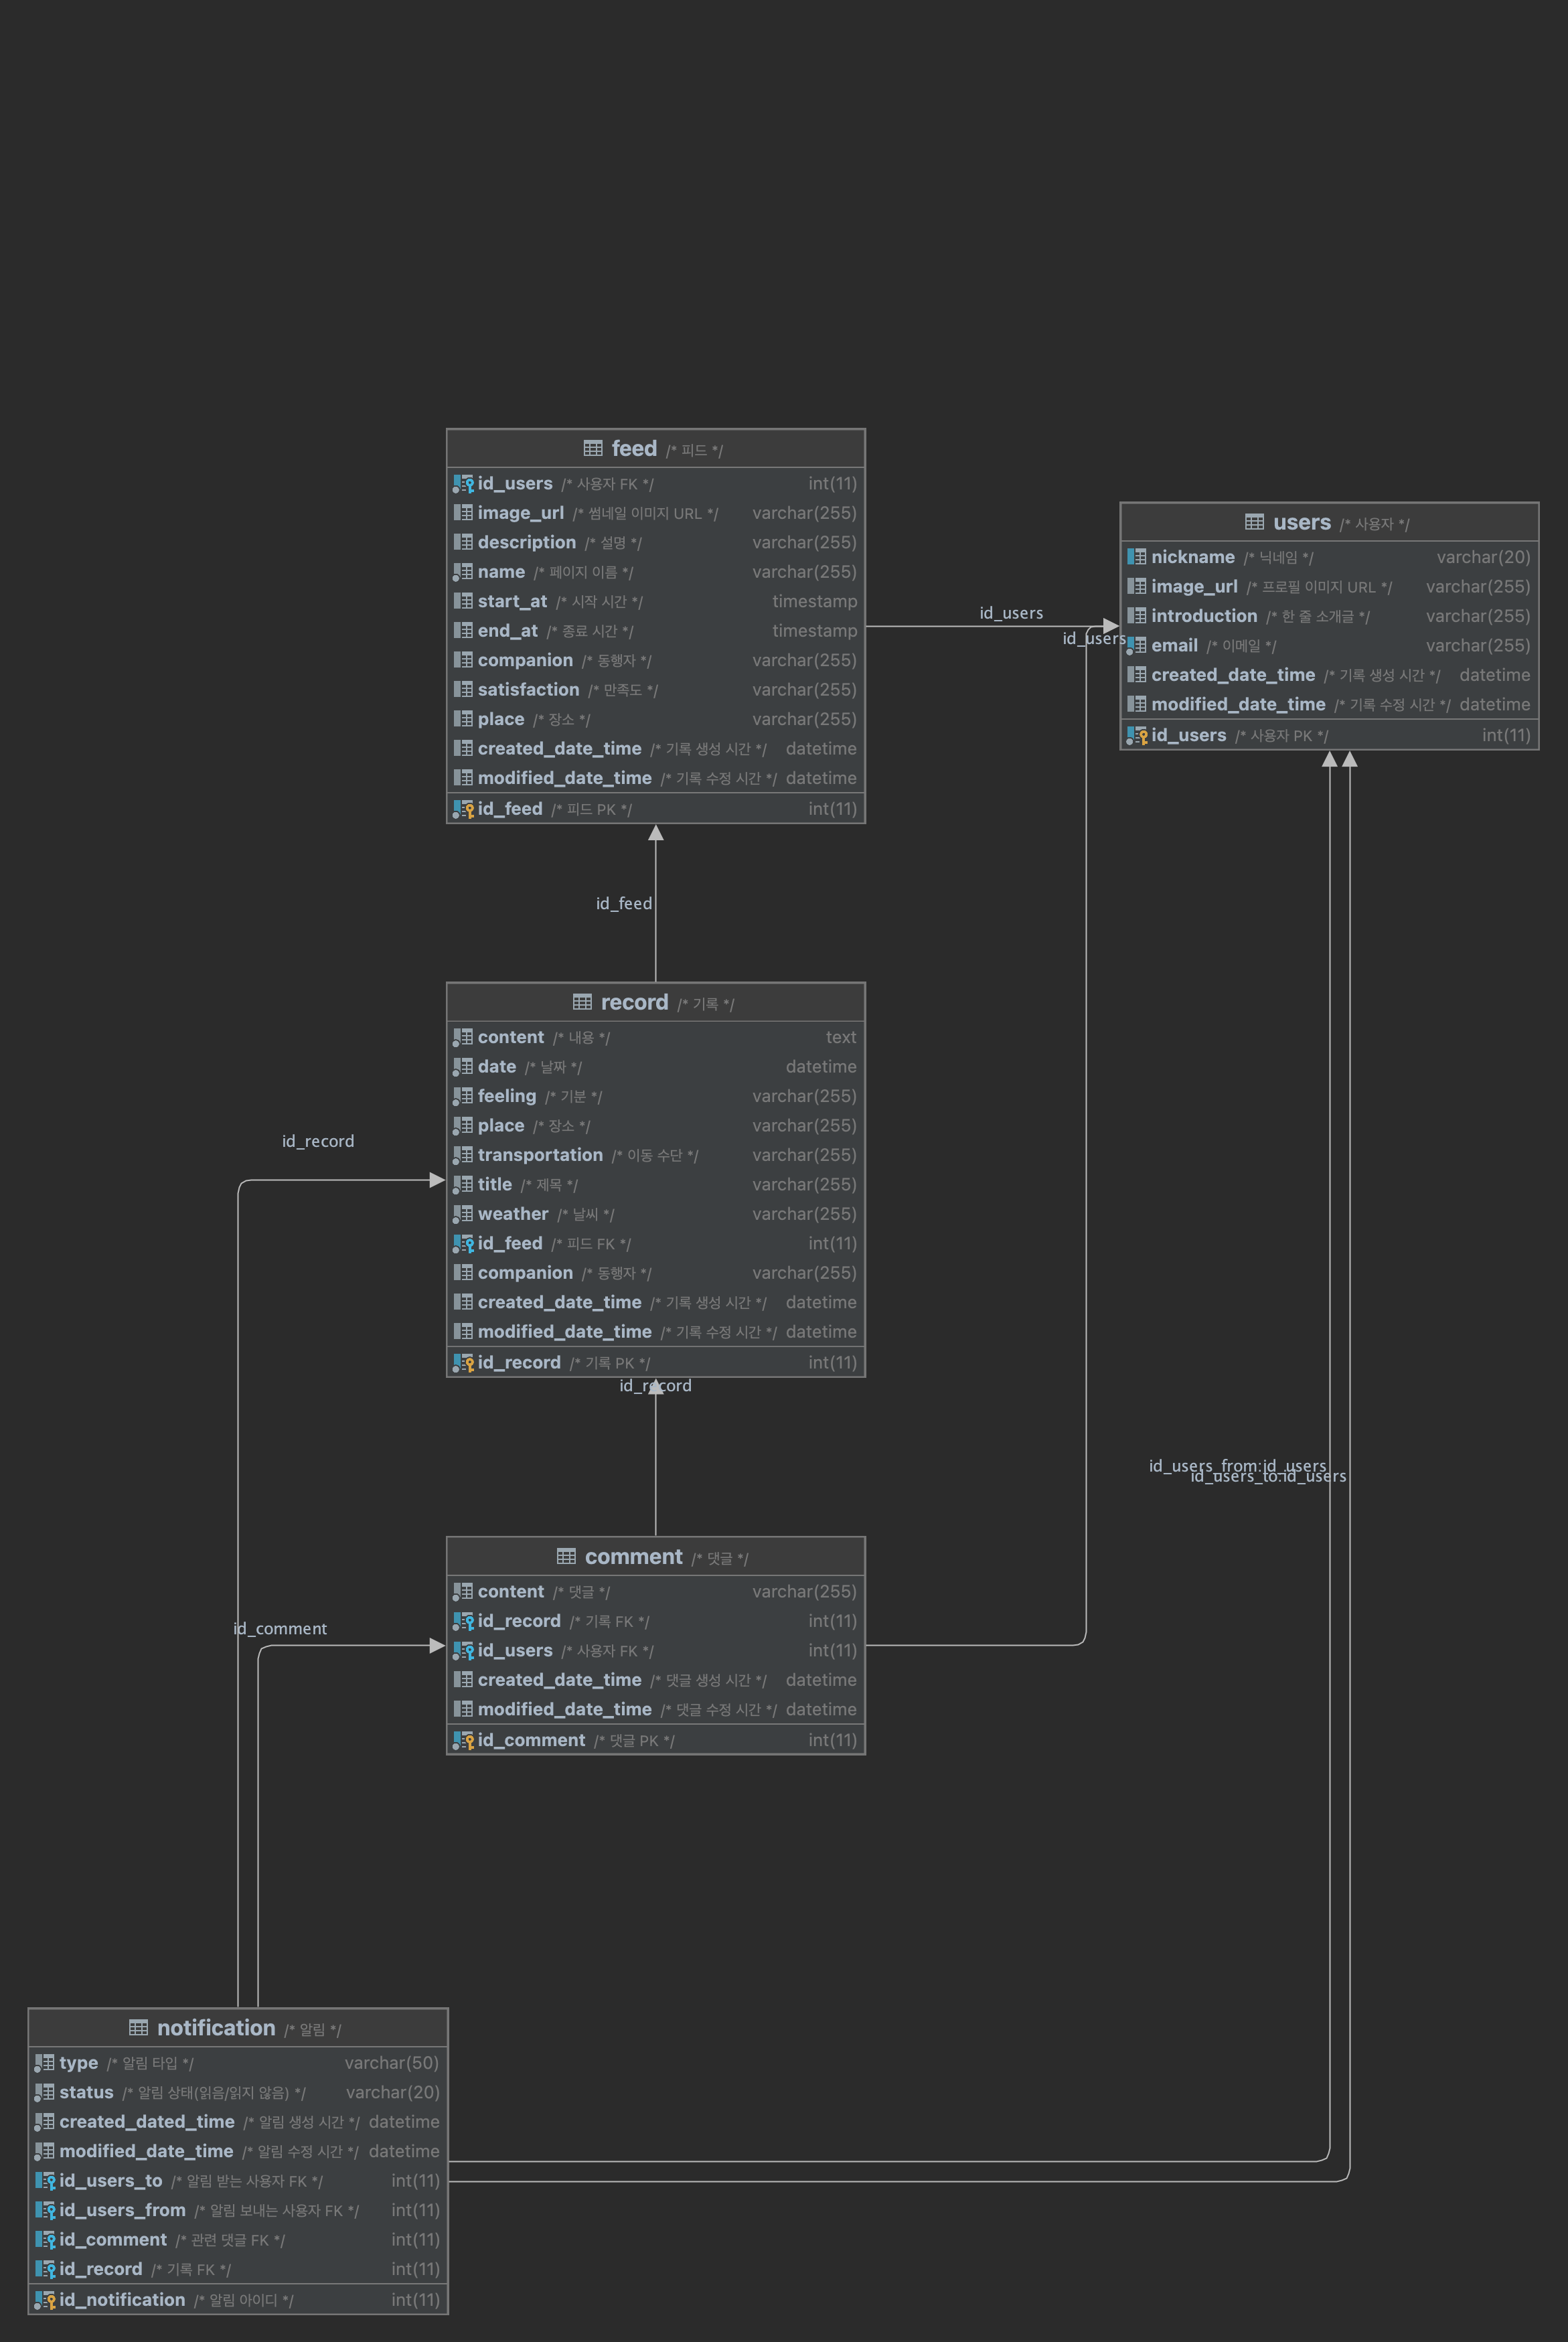 feed /* 피드 */
id_users /* 사용자 FK */ int(11)
image_url /* 썸네일 이미지 URL */ varchar(255)
description /* 설명 */ varchar(255)
name /* 페이지 이름 */ varchar(255)
start_at /* 시작 시간 */ timestamp
end_at /* 종료 시간 */ timestamp
companion /* 동행자 */ varchar(255)
satisfaction /* 만족도 */ varchar(255)
place /* 장소 */ varchar(255)
created_date_time /* 기록 생성 시간 */ datetime
modified_date_time /* 기록 수정 시간 */ datetime
id_feed /* 피드 PK */ int(11)
users /* 사용자 */
nickname /* 닉네임 */ varchar(20)
image_url /* 프로필 이미지 URL */ varchar(255)
introduction /* 한 줄 소개글 */ varchar(255)
email /* 이메일 */ varchar(255)
created_date_time /* 기록 생성 시간 */ datetime
modified_date_time /* 기록 수정 시간 */ datetime
id_users /* 사용자 PK */ int(11)
id_users
id_users
id_feed
record /* 기록 */
content /* 내용 */ text
date /* 날짜 */ datetime
feeling /* 기분 */ varchar(255)
place /* 장소 */ varchar(255)
transportation /* 이동 수단 */ varchar(255)
title /* 제목 */ varchar(255)
weather /* 날씨 */ varchar(255)
id_feed /* 피드 FK */ int(11)
companion /* 동행자 */ varchar(255)
created_date_time /* 기록 생성 시간 */ datetime
modified_date_time /* 기록 수정 시간 */ datetime
id_record /* 기록 PK */ int(11)
id_record
id_record
id_users_from:id_users
id_users_to:id_users
comment /* 댓글 */
content /* 댓글 */ varchar(255)
id_record /* 기록 FK */ int(11)
id_users /* 사용자 FK */ int(11)
created_date_time /* 댓글 생성 시간 */ datetime
modified_date_time /* 댓글 수정 시간 */ datetime
id_comment /* 댓글 PK */ int(11)
id_comment
notification /* 알림 */
type /* 알림 타입 */ varchar(50)
status /* 알림 상태(읽음/읽지 않음) */ varchar(20)
created_dated_time /* 알림 생성 시간 */ datetime
modified_date_time /* 알림 수정 시간 */ datetime
id_users_to /* 알림 받는 사용자 FK */ int(11)
id_users_from /* 알림 보내는 사용자 FK */ int(11)
id_comment /* 관련 댓글 FK */ int(11)
id_record /* 기록 FK */ int(11)
id_notification /* 알림 아이디 */ int(11)